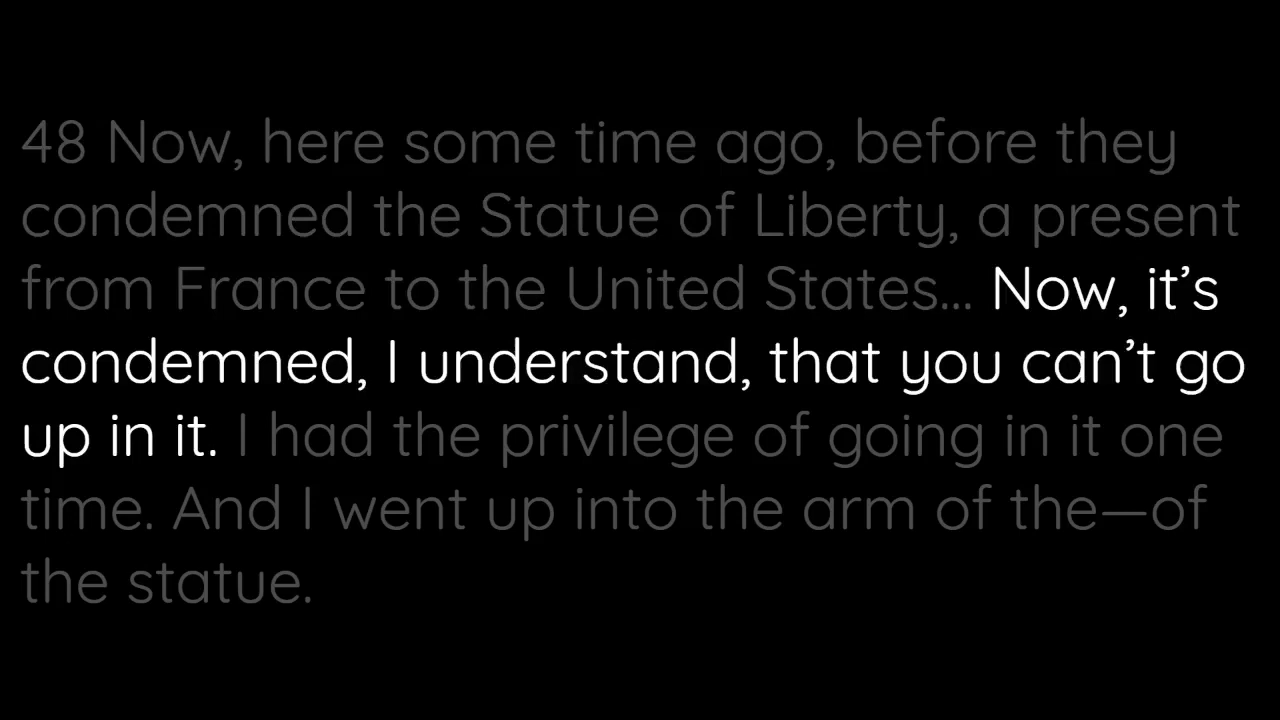 48 Now, here some time ago, before they
condemned the Statue of Liberty, a present
from France to the United States... Now, it’s
condemned, I understand, that you can’t go
up in it. I had the privilege of going in it one
time. And I went up into the arm of the—of
the statue.